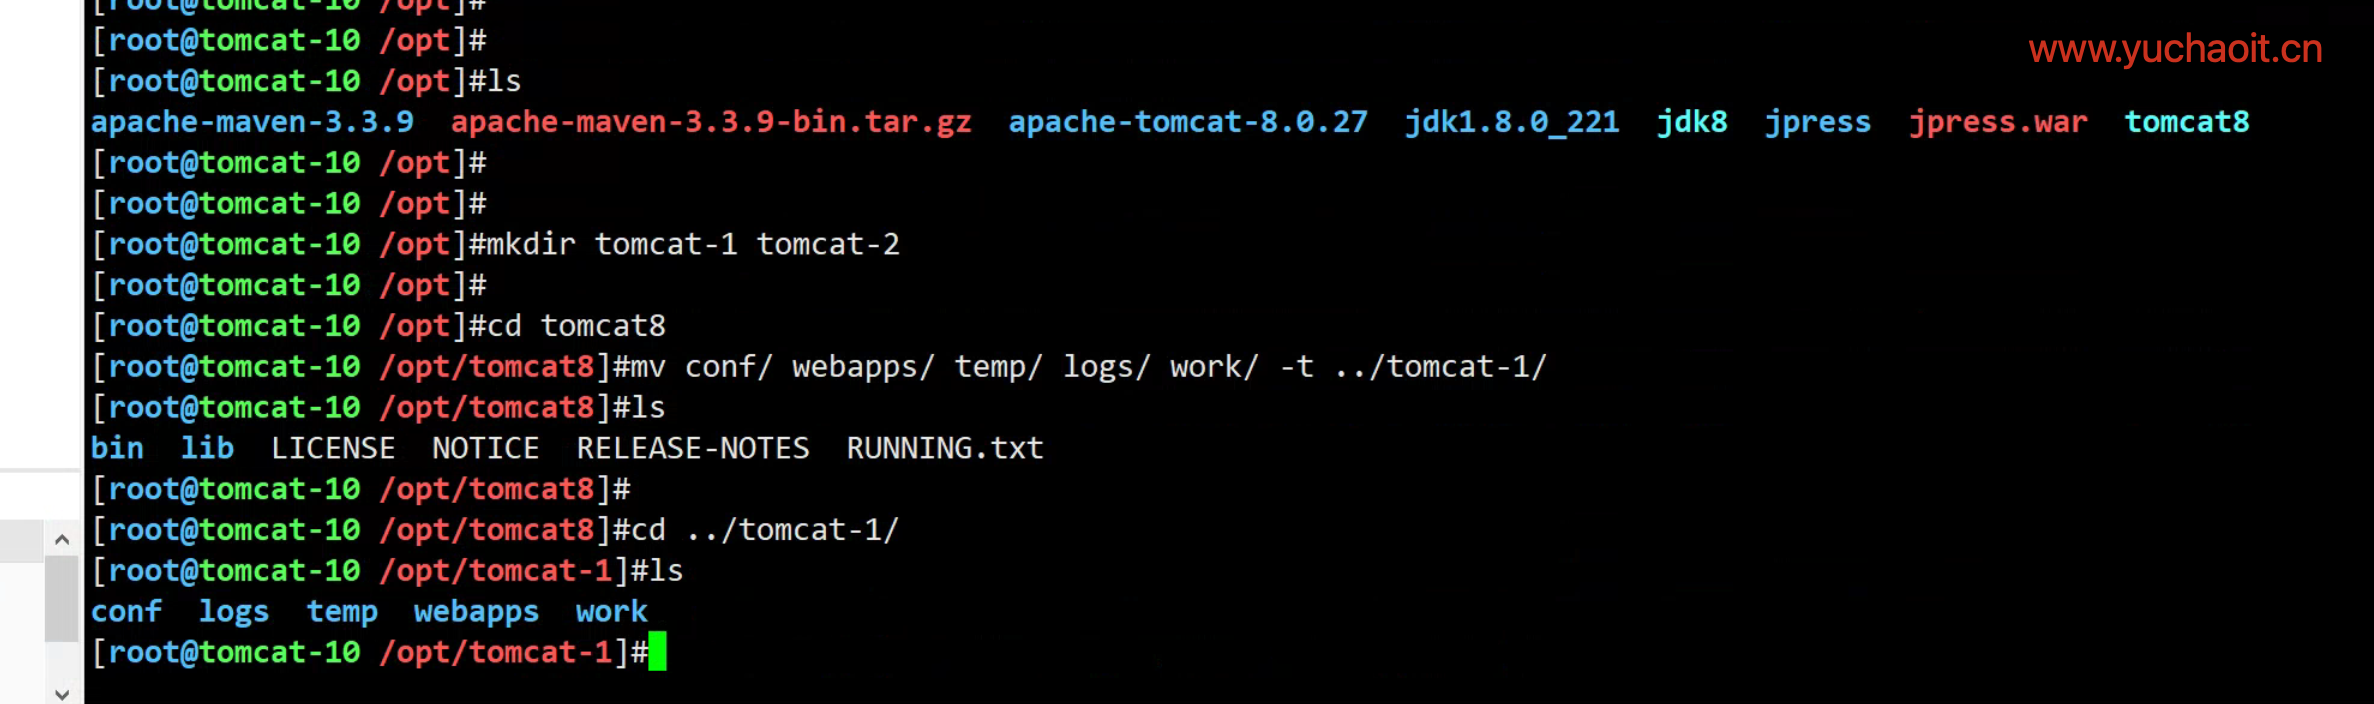 [root@tomcat-10 /opt]#
[root@tomcat-10 /opt]#
www.yuchaoit.cn
[root@tomcat-10 /opt]#ls
apache-maven-3.3.9  apache-maven-3.3.9-bin.tar.gz  apache-tomcat-8.0.27  jdk1.8.0_221  jdk8  jpress  jpress.war  tomcat8
[root@tomcat-10 /opt]#
[root@tomcat-10 /opt]#
[root@tomcat-10 /opt]#mkdir tomcat-1 tomcat-2
[root@tomcat-10 /opt]#
[root@tomcat-10 /opt]#cd tomcat8
[root@tomcat-10 /opt/tomcat8]#mv conf/ webapps/ temp/ logs/ work/ -t ../tomcat-1/
[root@tomcat-10 /opt/tomcat8]#ls
bin  lib  LICENSE  NOTICE  RELEASE-NOTES  RUNNING.txt
[root@tomcat-10 /opt/tomcat8]#
[root@tomcat-10 /opt/tomcat8]#cd ../tomcat-1/
[root@tomcat-10 /opt/tomcat-1]#ls
conf  logs  temp  webapps  work
[root@tomcat-10 /opt/tomcat-1]#